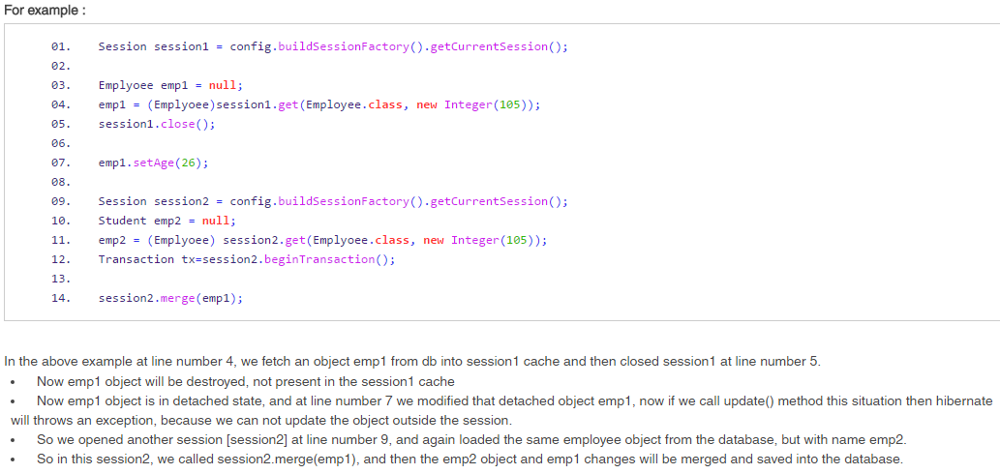 For example :
01. Session session1 = config.buildSessionFactory().getCurrentSession();
02.
03. Emplyoee emp1 = null;
04. emp1 = (Emplyoee)session1.get(Employee.class, new Integer(105));
05. session1.close();
06.
07. emp1.setAge(26);
08.
09. Session session2 = config.buildSessionFactory().getCurrentSession();
10. Student emp2 = null;
11. emp2 = (Emplyoee) session2.get(Emplyoee.class, new Integer(105));
12. Transaction tx=session2.beginTransaction();
13.
14. session2.merge(emp1);
In the above example at line number 4, we fetch an object emp1 from db into session1 cache and then closed session1 at line number 5.
• Now emp1 object will be destroyed, not present in the session1 cache
• Now emp1 object is in detached state, and at line number 7 we modified that detached object emp1, now if we call update() method this situation then hibernate
will throws an exception, because we can not update the object outside the session.
• So we opened another session [session2] at line number 9, and again loaded the same employee object from the database, but with name emp2.
• So in this session2, we called session2.merge(emp1), and then the emp2 object and emp1 changes will be merged and saved into the database.